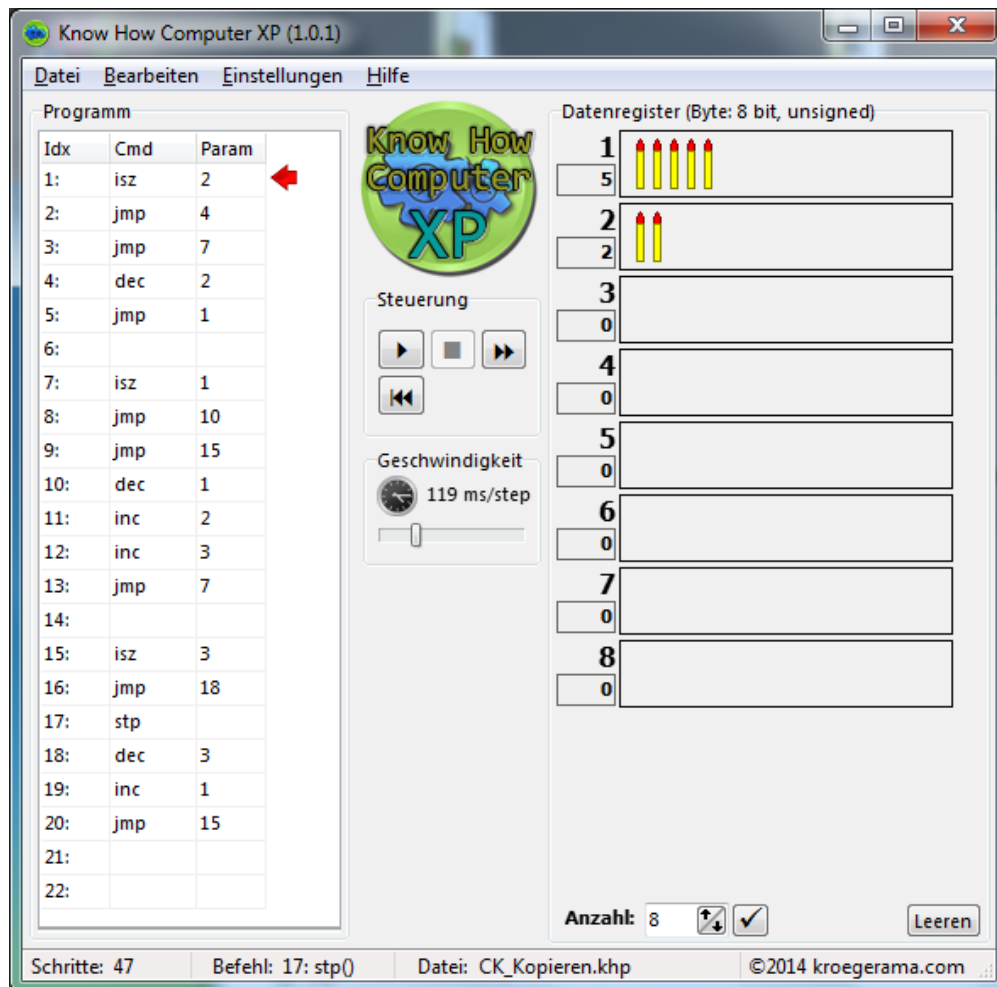 Know How Computer XP (1.0.1)
Datei Bearbeiten Einstellungen Hilfe
Programm
Idx Cmd Param
1: isz 2
2: jmp 4
3: jmp 7
4: dec 2
5: jmp 1
6:
7: isz 1
8: jmp 10
9: jmp 15
10: dec 1
11: inc 2
12: inc 3
13: jmp 7
14:
15: isz 3
16: jmp 18
17: stp
18: dec 3
19: inc 1
20: jmp 15
21:
22:
Know How
Computer
XP
Steuerung
Geschwindigkeit
119 ms/step
Datenregister (Byte: 8 bit, unsigned)
1
5
2
2
3
0
4
0
5
0
6
0
7
0
8
0
Anzahl: 8
Leeren
Schritte: 47 Befehl: 17: stp() Datei: CK_Kopieren.khp ©2014 kroegerama.com